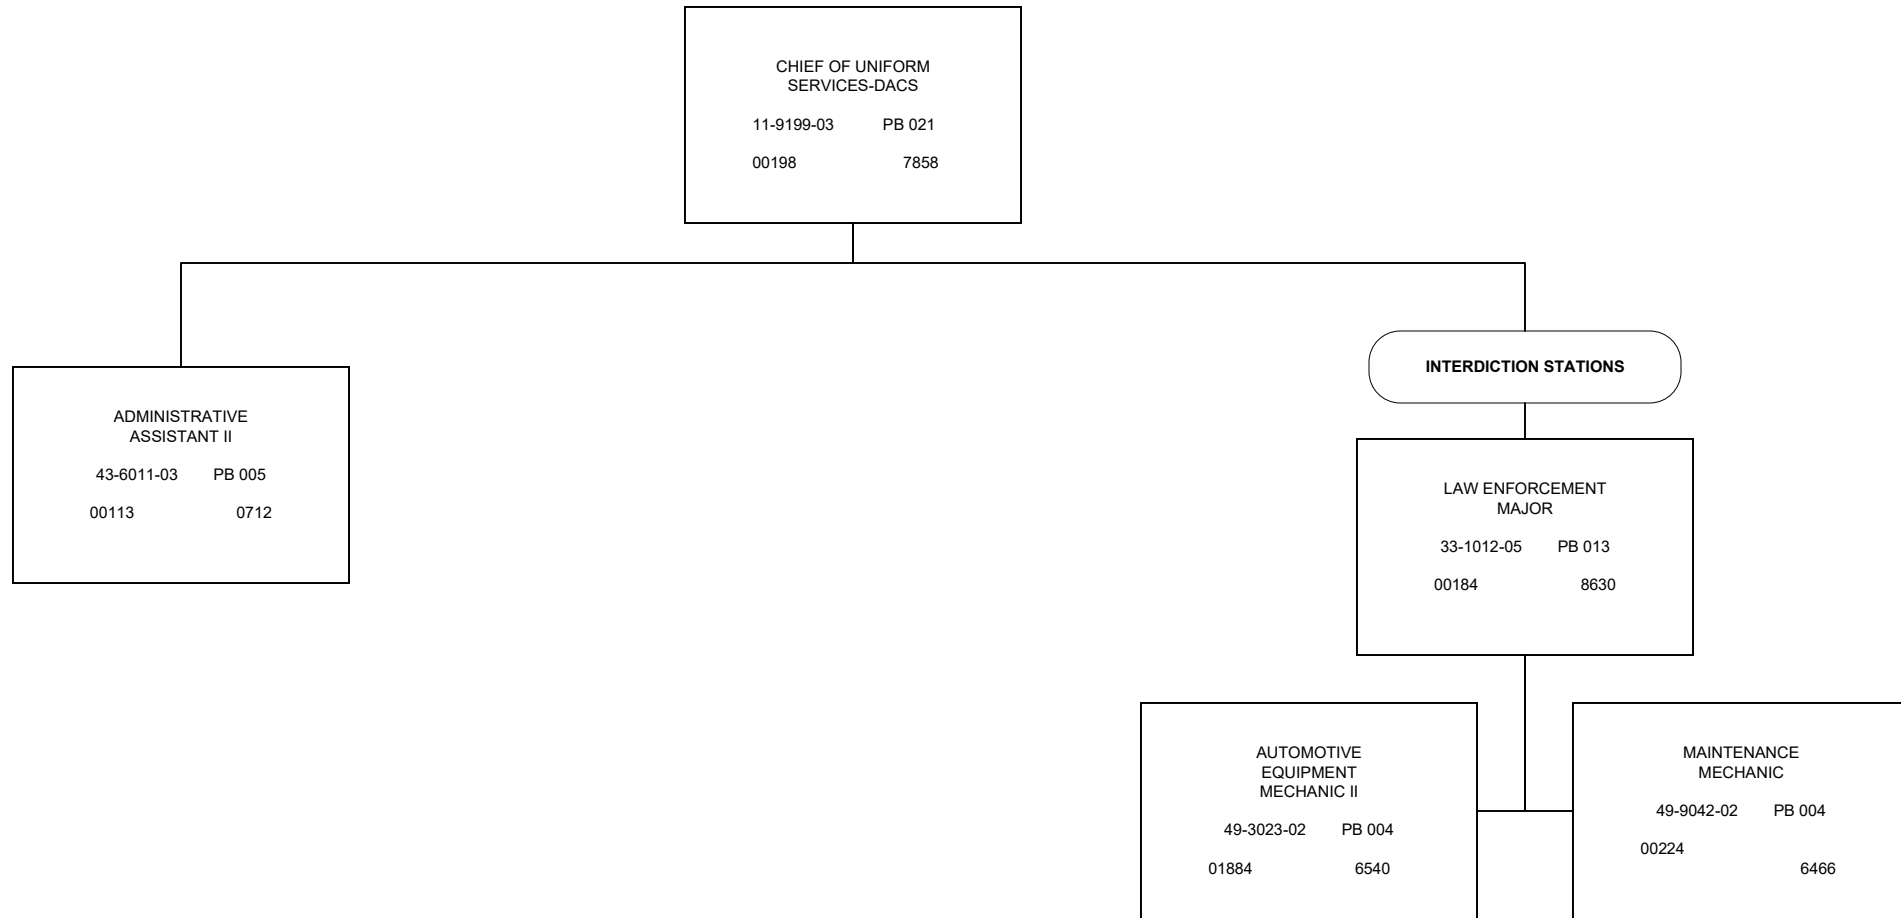 CHIEF OF UNIFORM
SERVICES-DACS
11-9199-03 PB 021
00198 7858
INTERDICTION STATIONS
ADMINISTRATIVE
ASSISTANT II
43-6011-03 PB 005
00113 0712
LAW ENFORCEMENT
MAJOR
33-1012-05 PB 013
00184 8630
AUTOMOTIVE
EQUIPMENT
MECHANIC II
49-3023-02 PB 004
01884 6540
MAINTENANCE
MECHANIC
49-9042-02 PB 004
00224
6466